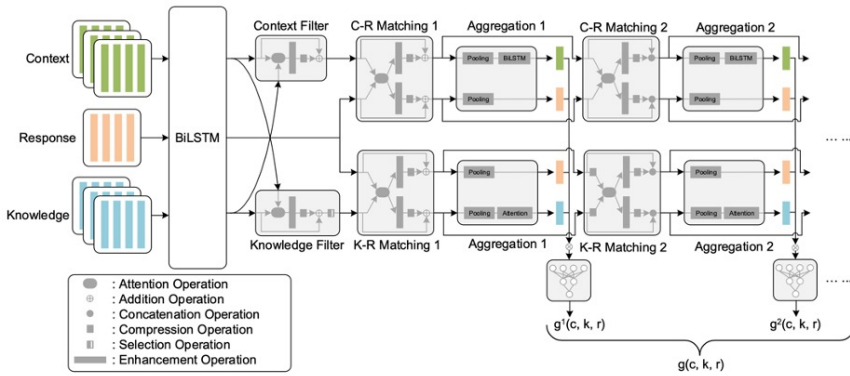 Context
Response
Knowledge
BiLSTM
Context Filter
Knowledge Filter
C-R Matching 1
Aggregation 1
C-R Matching 2
Aggregation 2
Pooling
BiLSTM
Pooling
Pooling
BiLSTM
Pooling
Pooling
Pooling
Attention
Pooling
Pooling
Attention
K-R Matching 1
Aggregation 1
K-R Matching 2
Aggregation 2
... ...
... ...
: Attention Operation
: Addition Operation
: Concatenation Operation
: Compression Operation
: Selection Operation
: Enhancement Operation
g¹(c, k, r)
g²(c, k, r)
g(c, k, r)